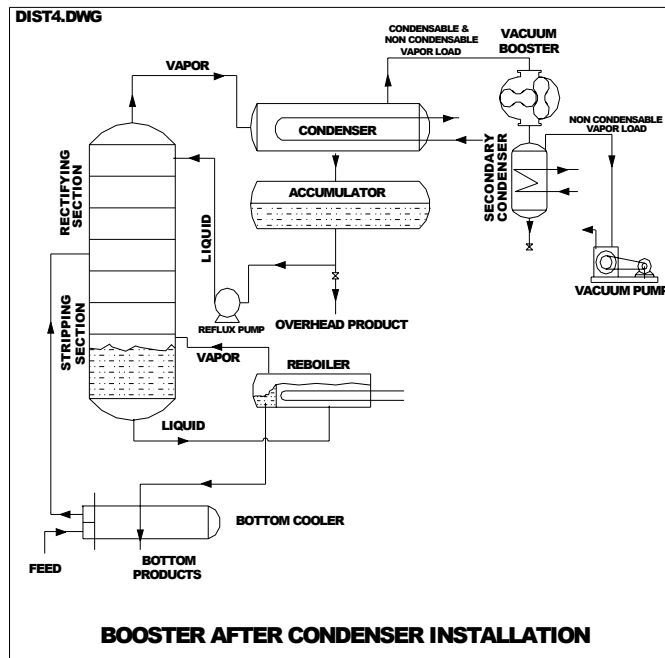 DIST4.DWG
CONDENSABLE &
NON CONDENSABLE
VAPOR LOAD
VACUUM
BOOSTER
VAPOR
NON CONDENSABLE
VAPOR LOAD
CONDENSER
SECONDARY
CONDENSER
RECTIFYING
SECTION
ACCUMULATOR
LIQUID
VACUUM PUMP
REFLUX PUMP
OVERHEAD PRODUCT
STRIPPING
SECTION
VAPOR
REBOILER
LIQUID
BOTTOM COOLER
FEED
BOTTOM
PRODUCTS
BOOSTER AFTER CONDENSER INSTALLATION